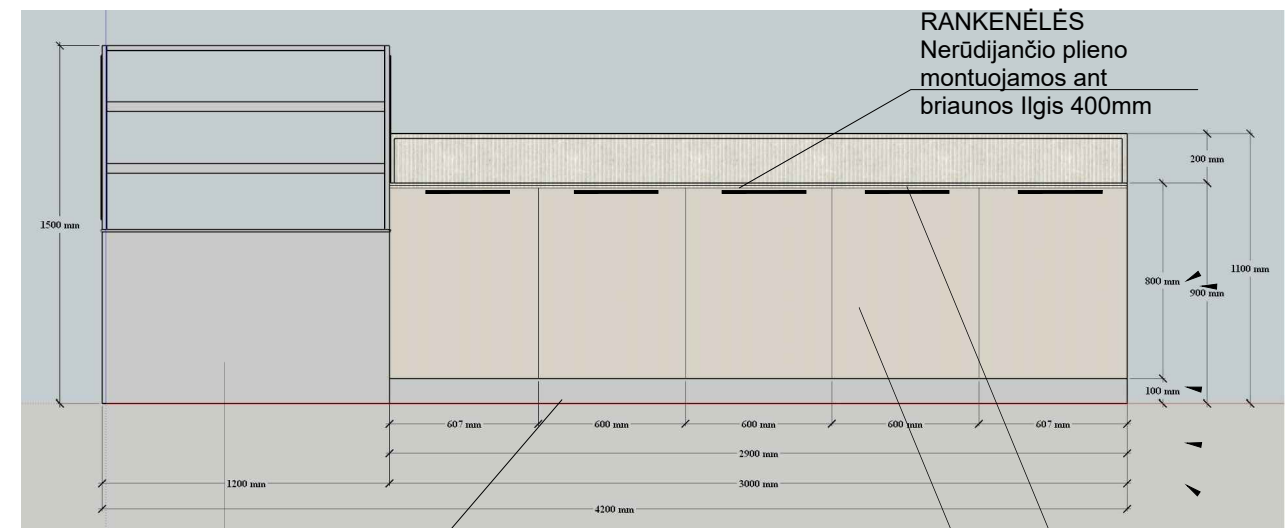 RANKENĖLĖS
Nerūdijančio plieno
montuojamos ant
briaunos Ilgis 400mm
200 mm
1500 mm
1100 mm
800 mm
900 mm
100 mm
607 mm
600 mm
600 mm
600 mm
607 mm
2900 mm
1200 mm
3000 mm
4200 mm